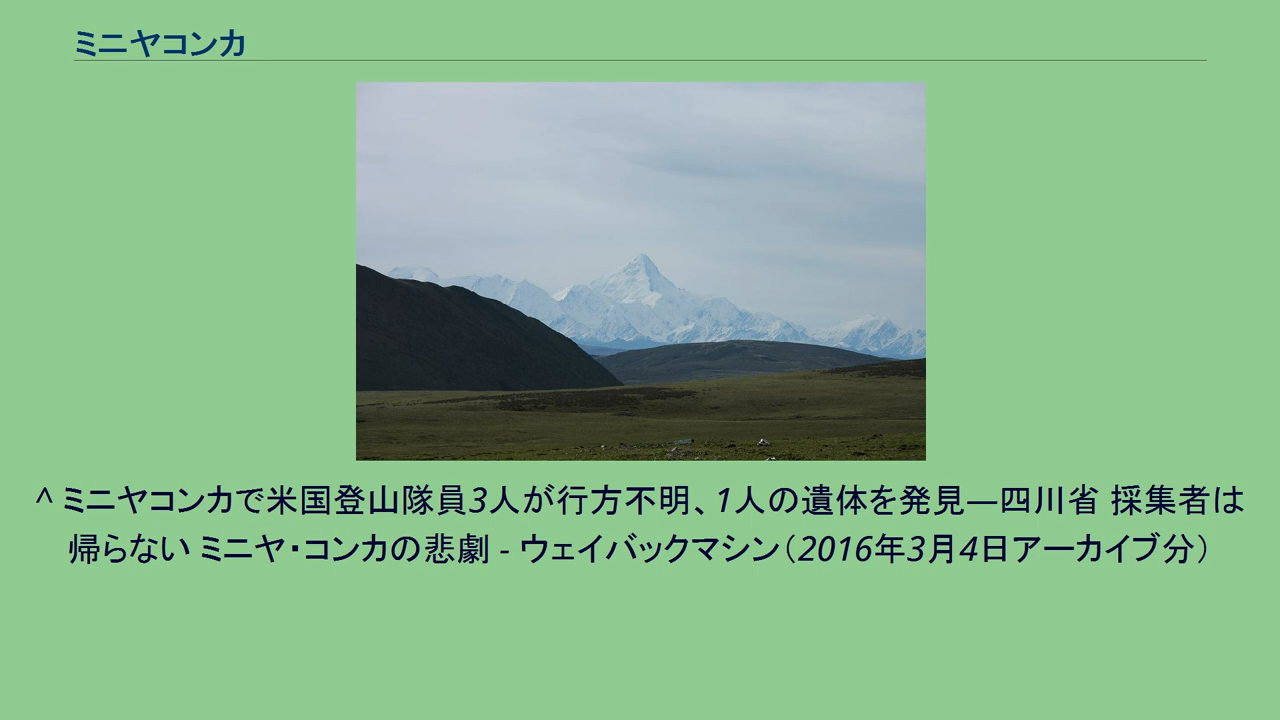 ミニヤコンカ
^ ミニヤコンカで米国登山隊員3人が行方不明、1人の遺体を発見―四川省 採集者は
帰らない ミニヤ・コンカの悲劇 - ウェイバックマシン（2016年3月4日アーカイブ分）